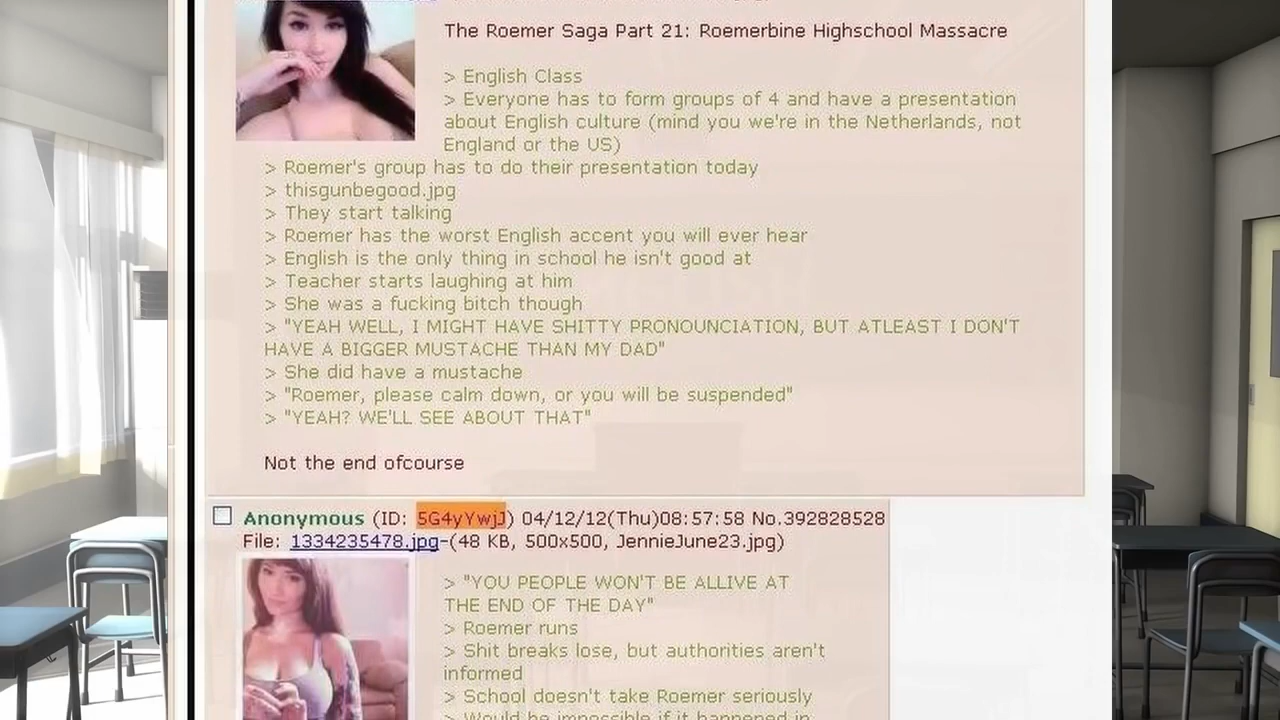 The Roemer Saga Part 21: Roemerbine Highschool Massacre
> English Class
> Everyone has to form groups of 4 and have a presentation
about English culture (mind you we're in the Netherlands, not
England or the US)
> Roemer's group has to do their presentation today
> thisgunbegood.jpg
> They start talking
> Roemer has the worst English accent you will ever hear
> English is the only thing in school he isn't good at
> Teacher starts laughing at him
> She was a fucking bitch though
> "YEAH WELL, I MIGHT HAVE SHITTY PRONOUNCIATION, BUT ATLEAST I DON'T
HAVE A BIGGER MUSTACHE THAN MY DAD"
> She did have a mustache
> "Roemer, please calm down, or you will be suspended"
> "YEAH? WE'LL SEE ABOUT THAT"
Not the end ofcourse
Anonymous (ID: 5G4yYwjJ) 04/12/12(Thu)08:57:58 No.392828528
File: 1334235478.jpg-(48 KB, 500x500, JennieJune23.jpg)
> "YOU PEOPLE WON'T BE ALLIVE AT
THE END OF THE DAY"
> Roemer runs
> Shit breaks lose, but authorities aren't
informed
> School doesn't take Roemer seriously
> Would be impossible if it happened in